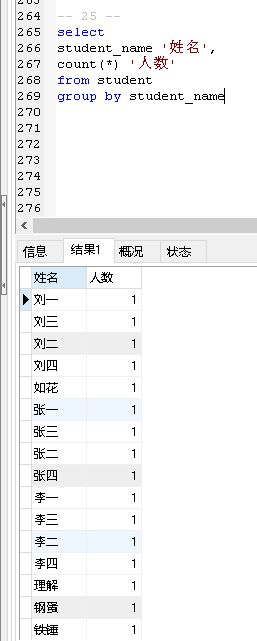 264 -- 25 --
265 select
266 student_name '姓名',
267 count(*) '人数'
268 from student
269 group by student_name
270
271
272
273
274
275
276
信息 结果1 概况 状态
姓名 人数
刘一 1
刘三 1
刘二 1
刘四 1
如花 1
张一 1
张三 1
张二 1
张四 1
李一 1
李三 1
李二 1
李四 1
理解 1
钢蛋 1
铁锤 1